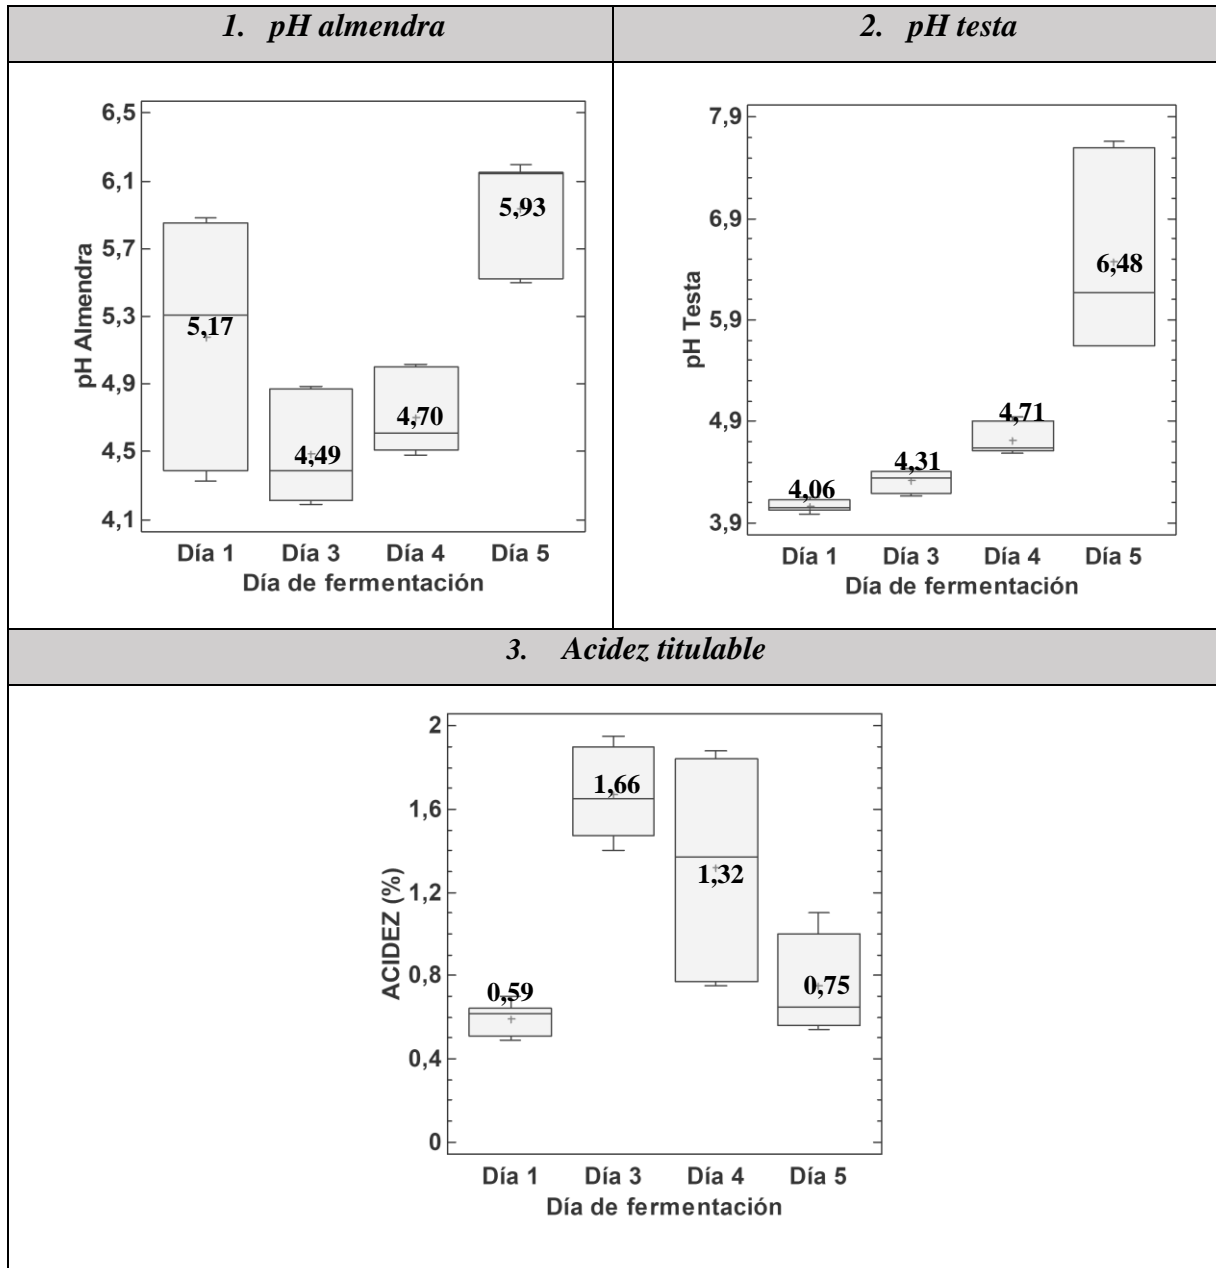 1. pH almendra
2. pH testa
6,5
6,1
5,7
5,3
4,9
4,5
4,1
pH Almendra
5,17
4,49
4,70
5,93
Día 1 Día 3 Día 4 Día 5
Día de fermentación
7,9
6,9
5,9
4,9
3,9
pH Testa
4,06
4,31
4,71
6,48
Día 1 Día 3 Día 4 Día 5
Día de fermentación
3. Acidez titulable
2
1,6
1,2
0,8
0,4
0
ACIDEZ (%)
0,59
1,66
1,32
0,75
Día 1 Día 3 Día 4 Día 5
Día de fermentación